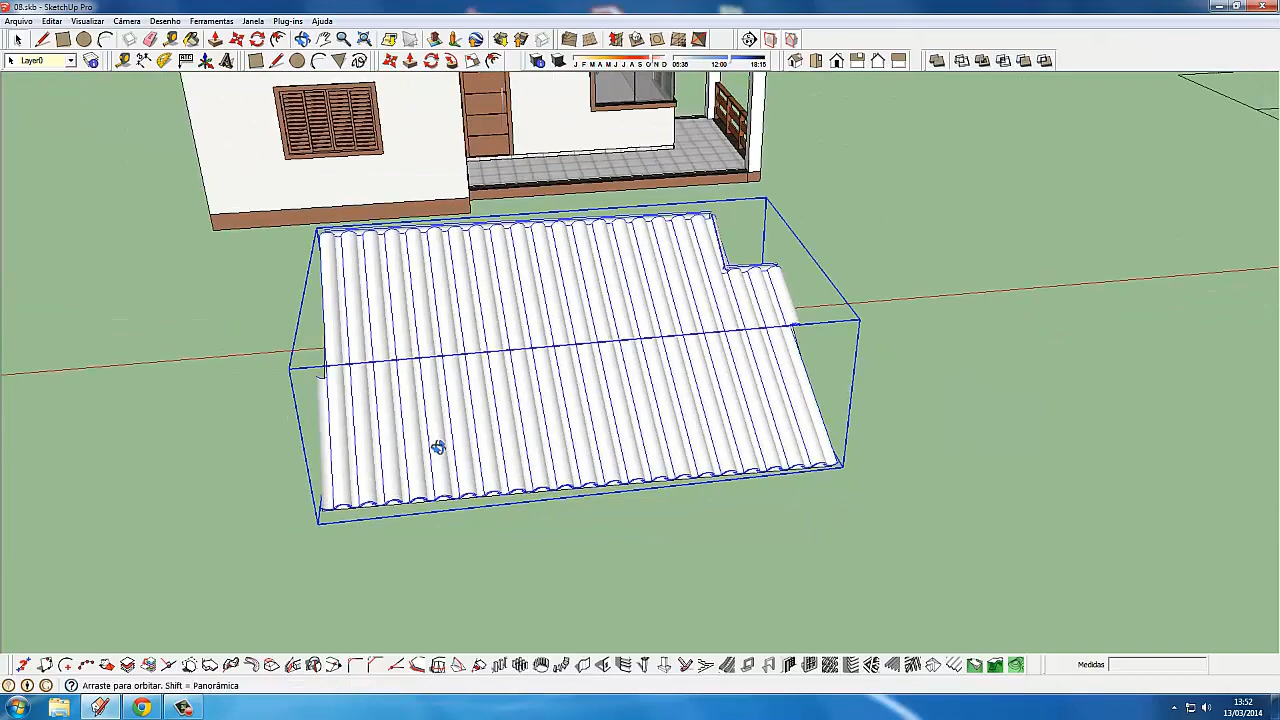 08.skb - SketchUp Pro
Arquivo Editar Visualizar Câmera Desenho Ferramentas Janela Plug-ins Ajuda
Layer0 J F M A M J J A S O N D 06:36 12:00 18:15
Medidas
Arraste para orbitar. Shift = Panorâmica
13:52
13/03/2014